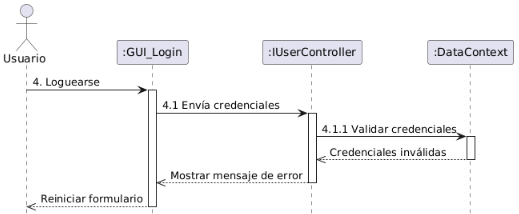 Usuario
:GUI_Login
:IUserController
:DataContext
4. Loguearse
4.1 Envía credenciales
4.1.1 Validar credenciales
Credenciales inválidas
Mostrar mensaje de error
Reiniciar formulario